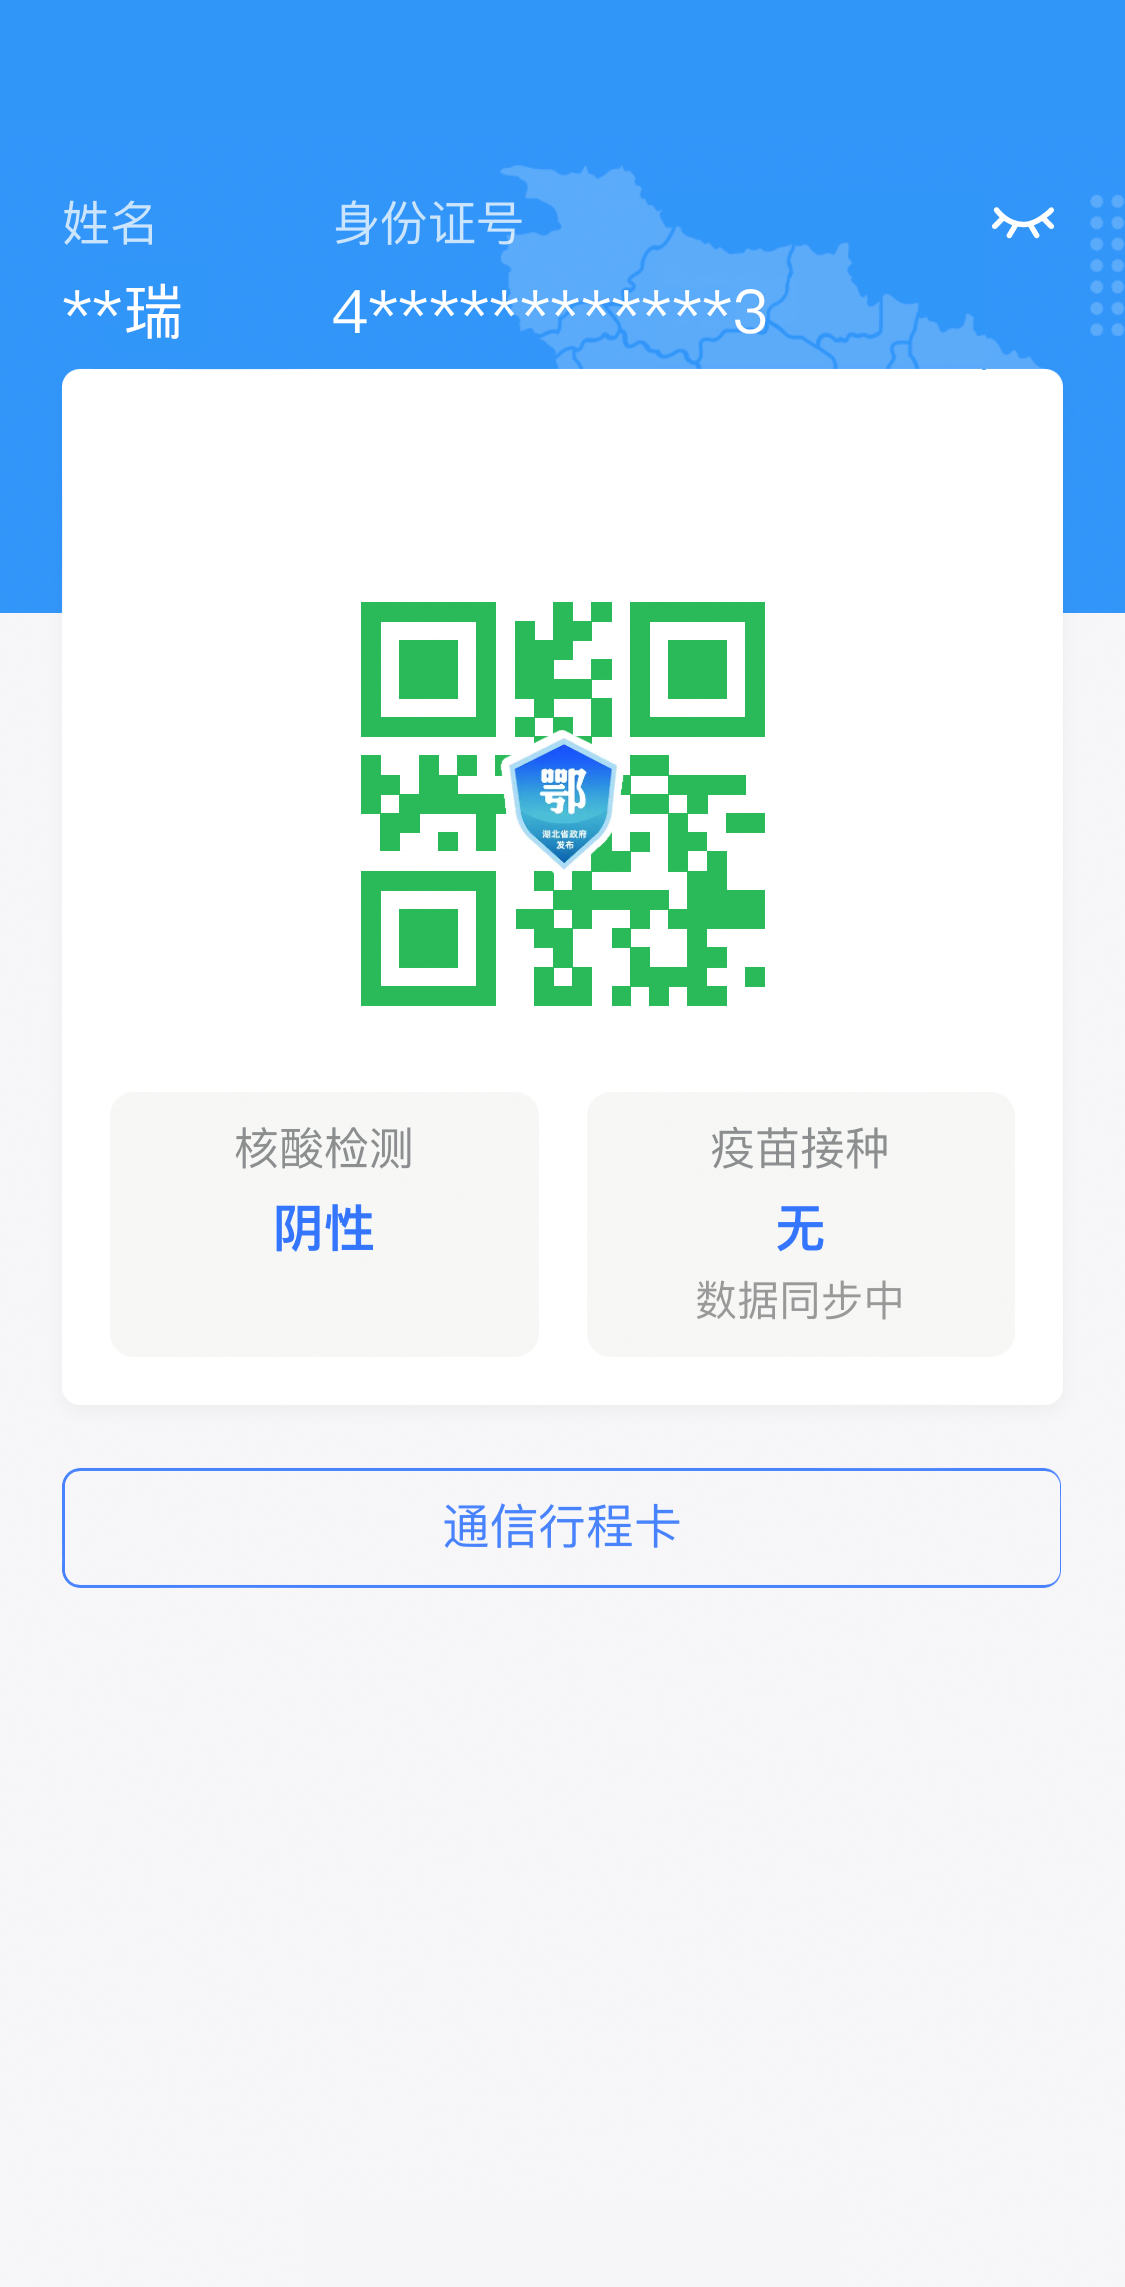 姓名 身份证号
**瑞 4************3
鄂
湖北省政府
发布
核酸检测 疫苗接种
阴性 无
数据同步中
通信行程卡